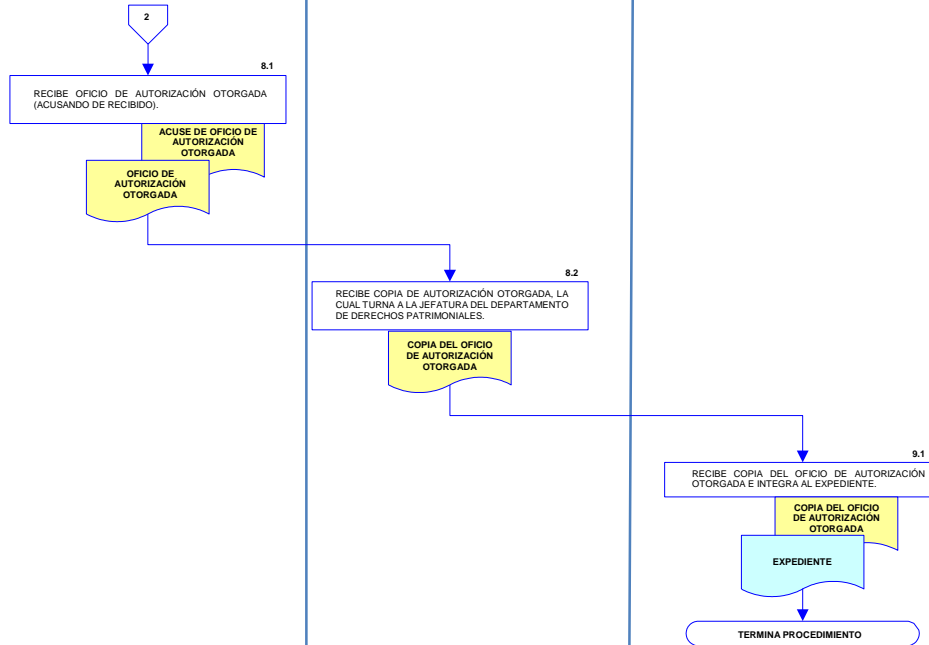 2
8.1
RECIBE OFICIO DE AUTORIZACIÓN OTORGADA
(ACUSANDO DE RECIBIDO).
ACUSE DE OFICIO DE
AUTORIZACIÓN
OTORGADA
OFICIO DE
AUTORIZACIÓN
OTORGADA
8.2
RECIBE COPIA DE AUTORIZACIÓN OTORGADA, LA
CUAL TURNA A LA JEFATURA DEL DEPARTAMENTO
DE DERECHOS PATRIMONIALES.
COPIA DEL OFICIO
DE AUTORIZACIÓN
OTORGADA
9.1
RECIBE COPIA DEL OFICIO DE AUTORIZACIÓN
OTORGADA E INTEGRA AL EXPEDIENTE.
COPIA DEL OFICIO
DE AUTORIZACIÓN
OTORGADA
EXPEDIENTE
TERMINA PROCEDIMIENTO